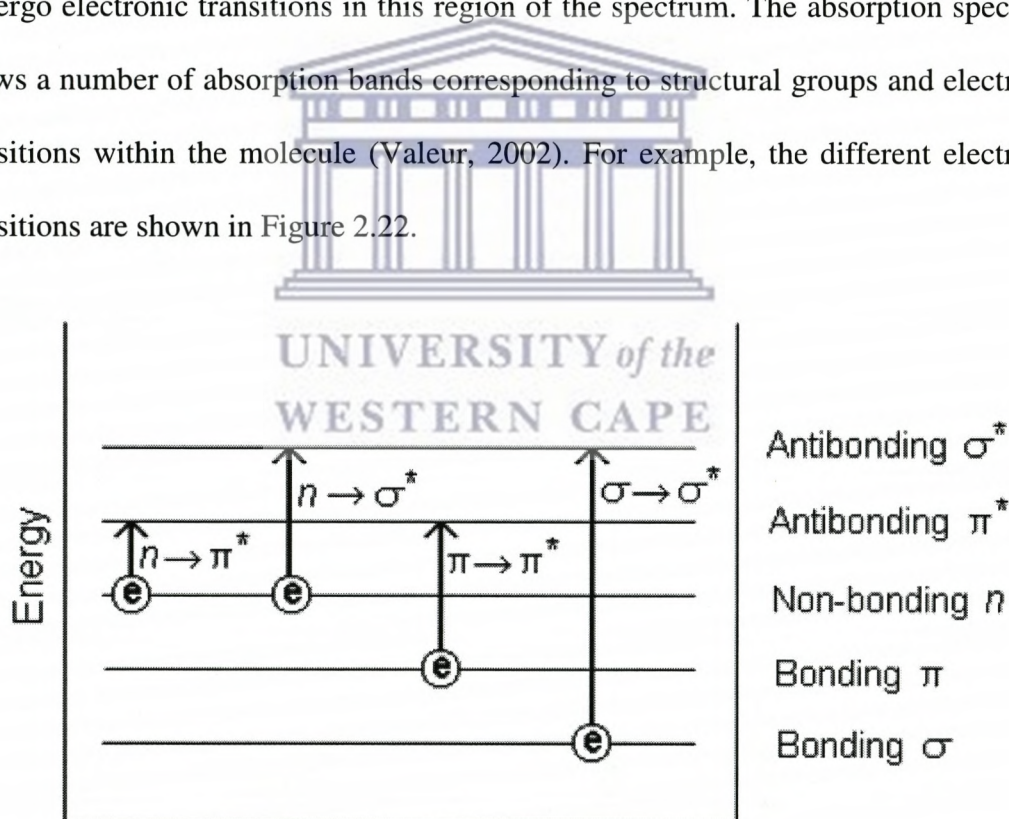 ergo electronic transitions in this region of the spectrum. The absorption spec
ws a number of absorption bands corresponding to structural groups and electr
sitions within the molecule (Valeur, 2002). For example, the different electr
sitions are shown in Figure 2.22.
UNIVERSITY of the
WESTERN CAPE
Antibonding σ*
n → σ*
σ → σ*
Antibonding π*
n → π*
π → π*
Energy
e
e
Non-bonding n
e
Bonding π
e
Bonding σ